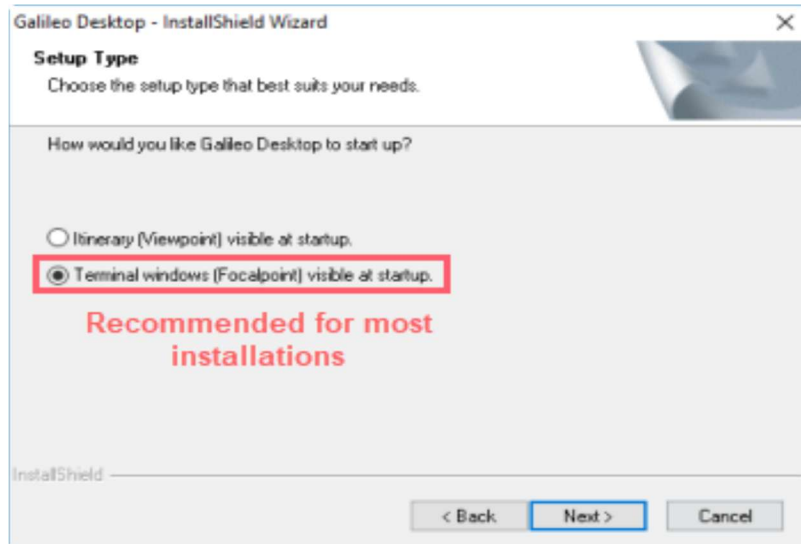 Galileo Desktop - InstallShield Wizard
Setup Type
Choose the setup type that best suits your needs.
How would you like Galileo Desktop to start up?
Itinerary (Viewpoint) visible at startup.
Terminal windows (Focalpoint) visible at startup.
Recommended for most
installations
InstallShield
< Back
Next >
Cancel